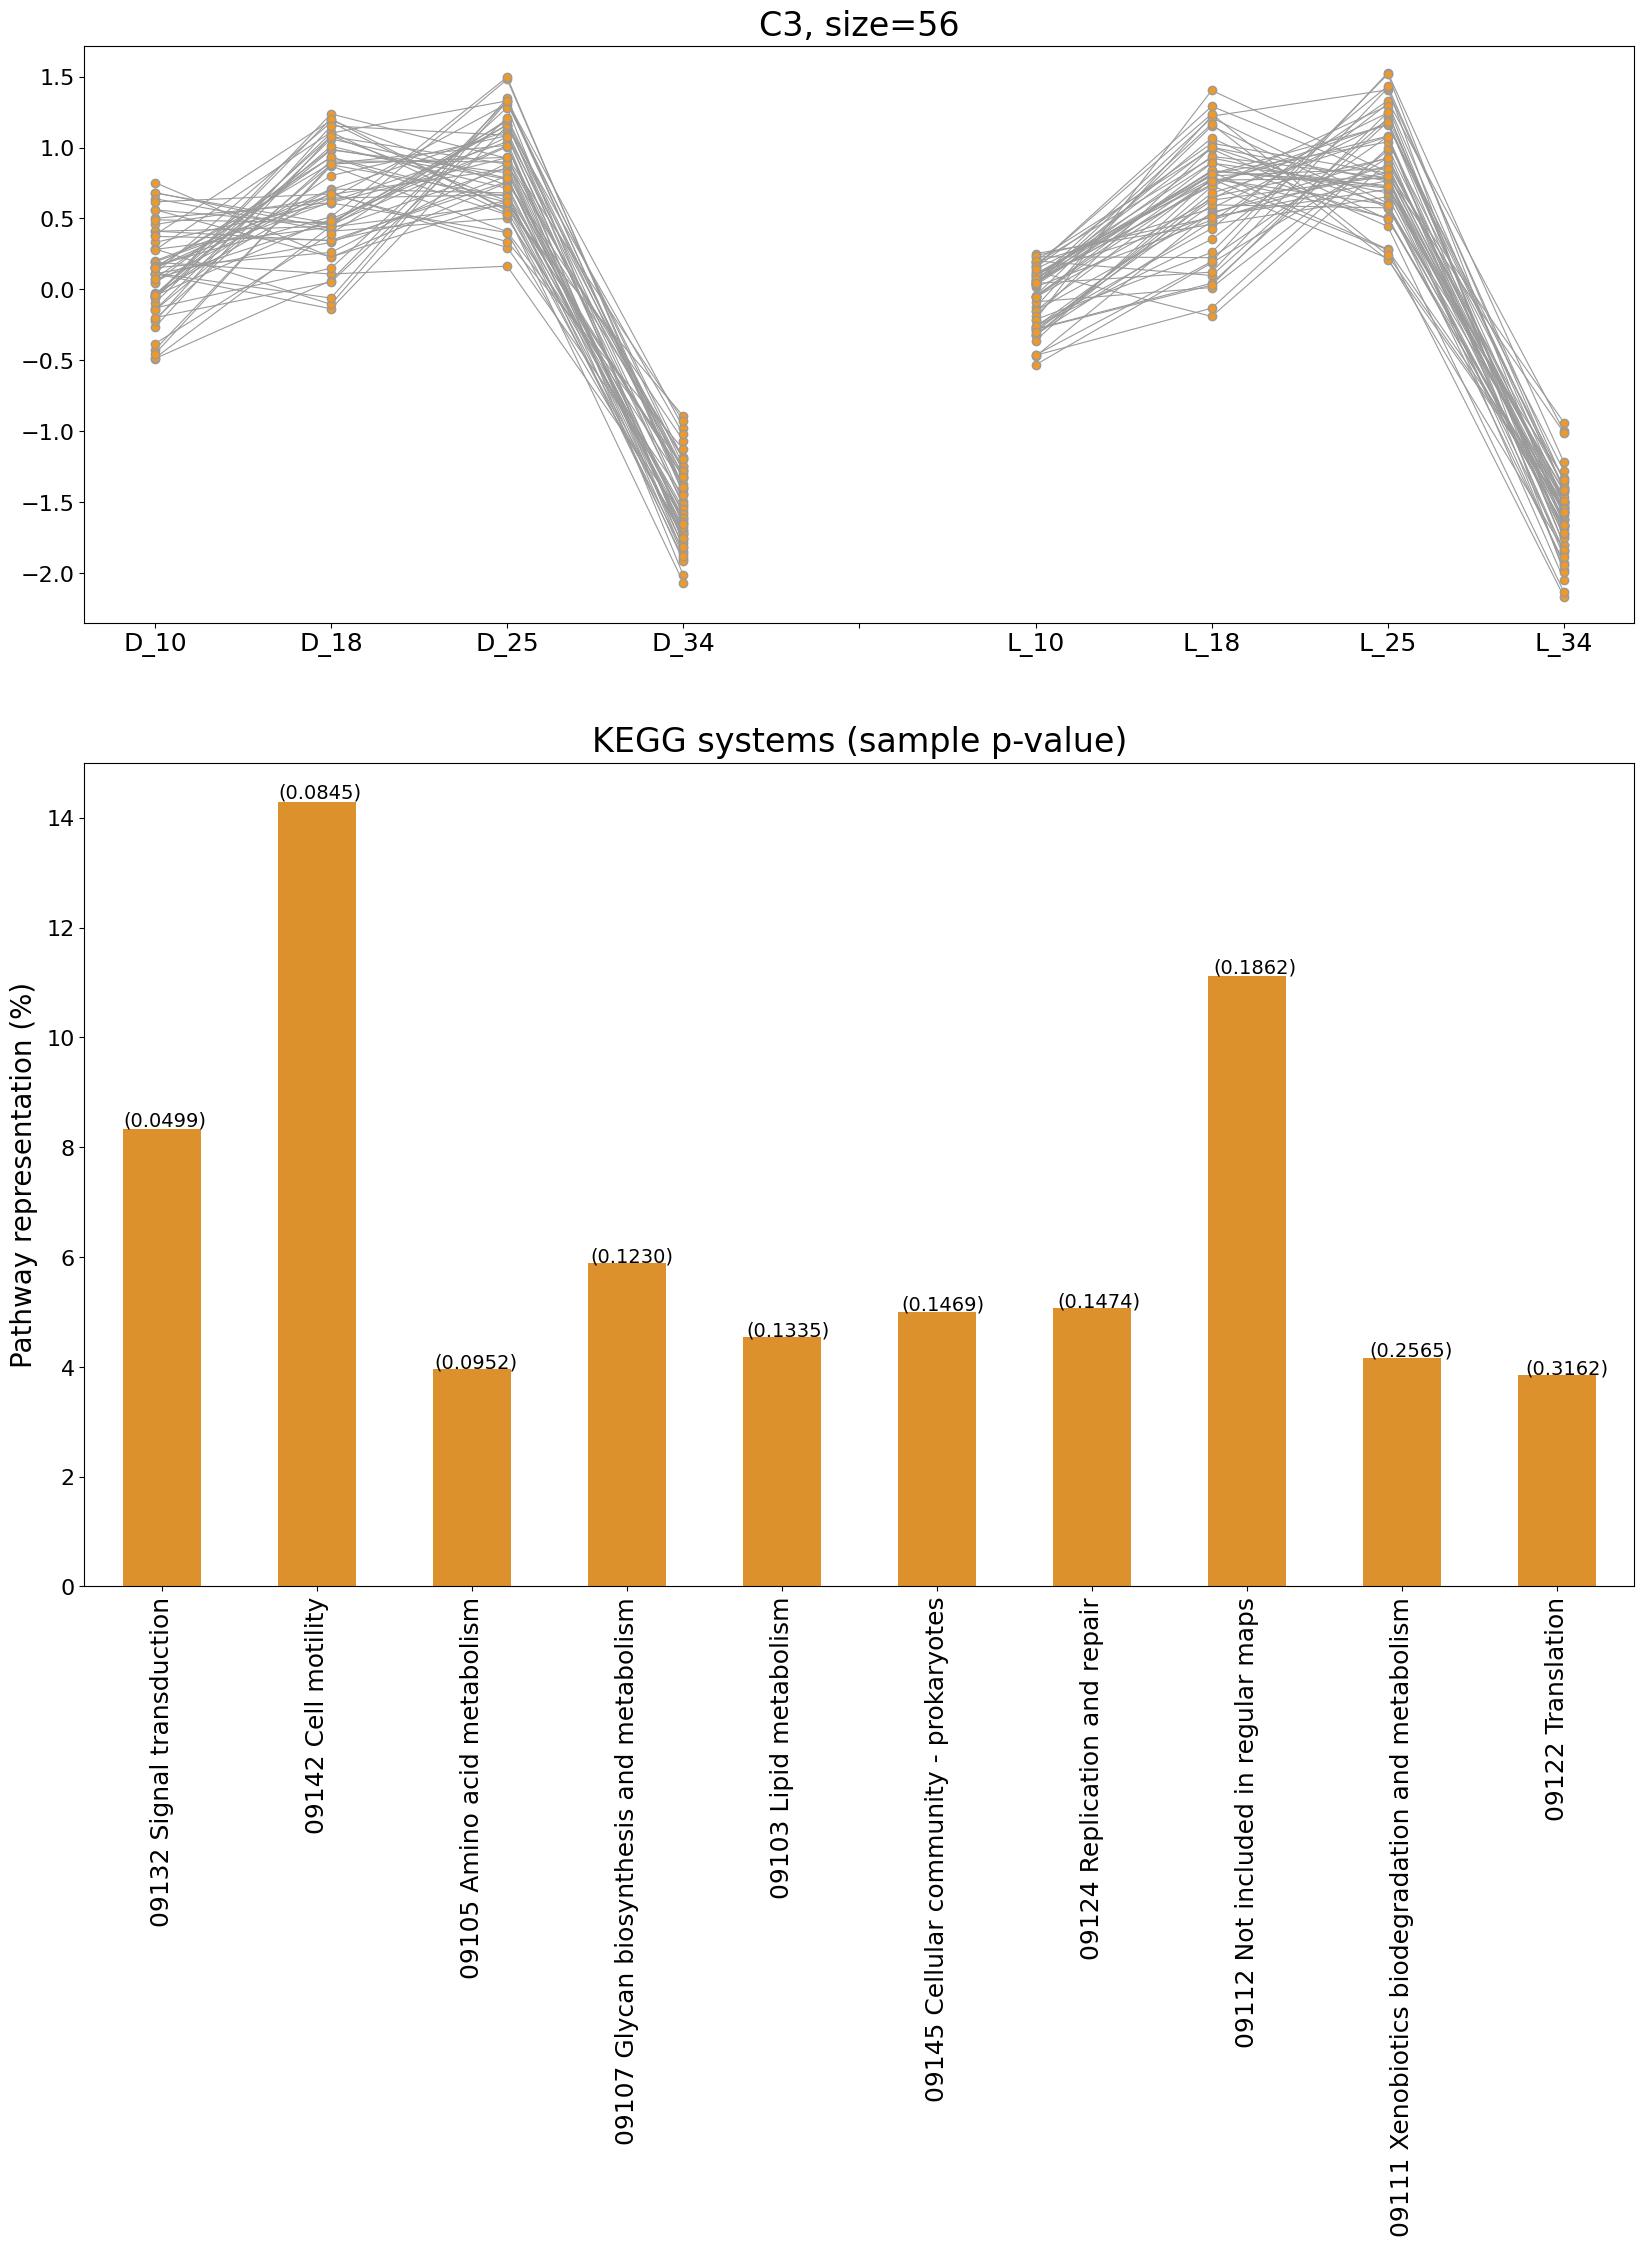 C3, size=56
1.5
1.0
0.5
0.0
−0.5
−1.0
−1.5
−2.0
D_10 D_18 D_25 D_34 L_10 L_18 L_25 L_34
KEGG systems (sample p-value)
Pathway representation (%)
14
12
10
8
6
4
2
0
(0.0499)
(0.0845)
(0.0952)
(0.1230)
(0.1335)
(0.1469)
(0.1474)
(0.1862)
(0.2565)
(0.3162)
09132 Signal transduction
09142 Cell motility
09105 Amino acid metabolism
09107 Glycan biosynthesis and metabolism
09103 Lipid metabolism
09145 Cellular community - prokaryotes
09124 Replication and repair
09112 Not included in regular maps
09111 Xenobiotics biodegradation and metabolism
09122 Translation